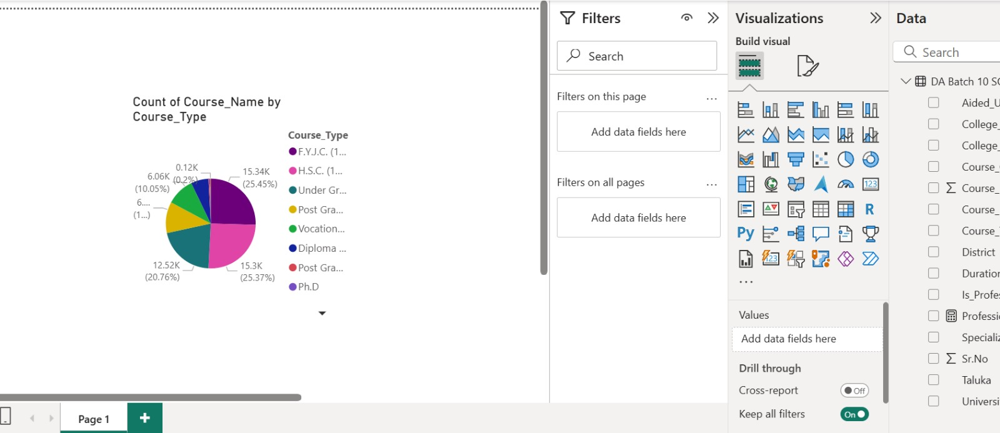 Count of Course_Name by
Course_Type
Course_Type
F.Y.J.C. (1...
H.S.C. (1...
Under Gr...
Post Gra...
Vocation...
Diploma ...
Post Gra...
Ph.D
0.12K
(0.2%)
6.06K
(10.05%)
6....
(1...)
12.52K
(20.76%)
15.34K
(25.45%)
15.3K
(25.37%)
Page 1
+
Filters
Search
Filters on this page
...
Add data fields here
Filters on all pages
...
Add data fields here
Visualizations
Build visual
123
R
Py
123
...
Values
Add data fields here
Drill through
Cross-report
Off
Keep all filters
On
Data
Search
DA Batch 10 SC
Aided_U
College_
College_
Course_
Σ Course_
Course_
Course_
District
Duration
Is_Profes
Professi
Specializ
Σ Sr.No
Taluka
Universi